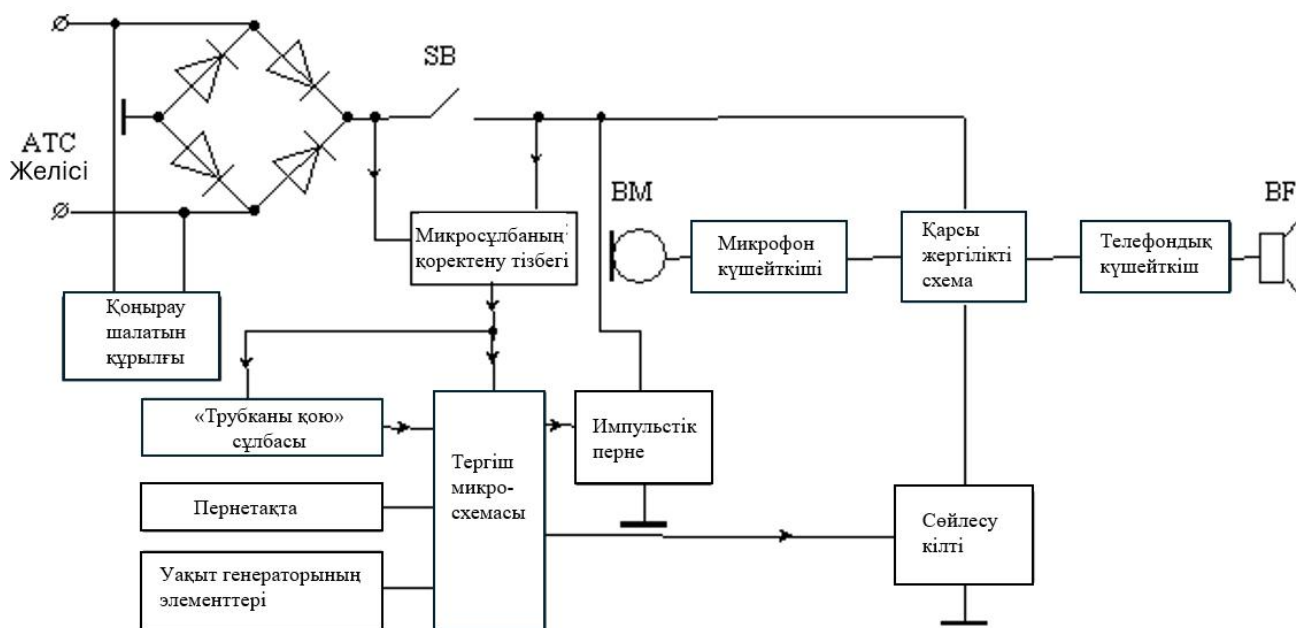 SB
АТС
Желісі
BM
BF
Микросұлбаның
қоректену тізбегі
Микрофон
күшейткіші
Қарсы
жергілікті
схема
Телефондық
күшейткіш
Қоңырау
шалатын
құрылғы
«Трубканы қою»
сұлбасы
Импульстік
перне
Тергіш
микро-
схемасы
Пернетақта
Сөйлесу
кілті
Уақыт генераторының
элементтері